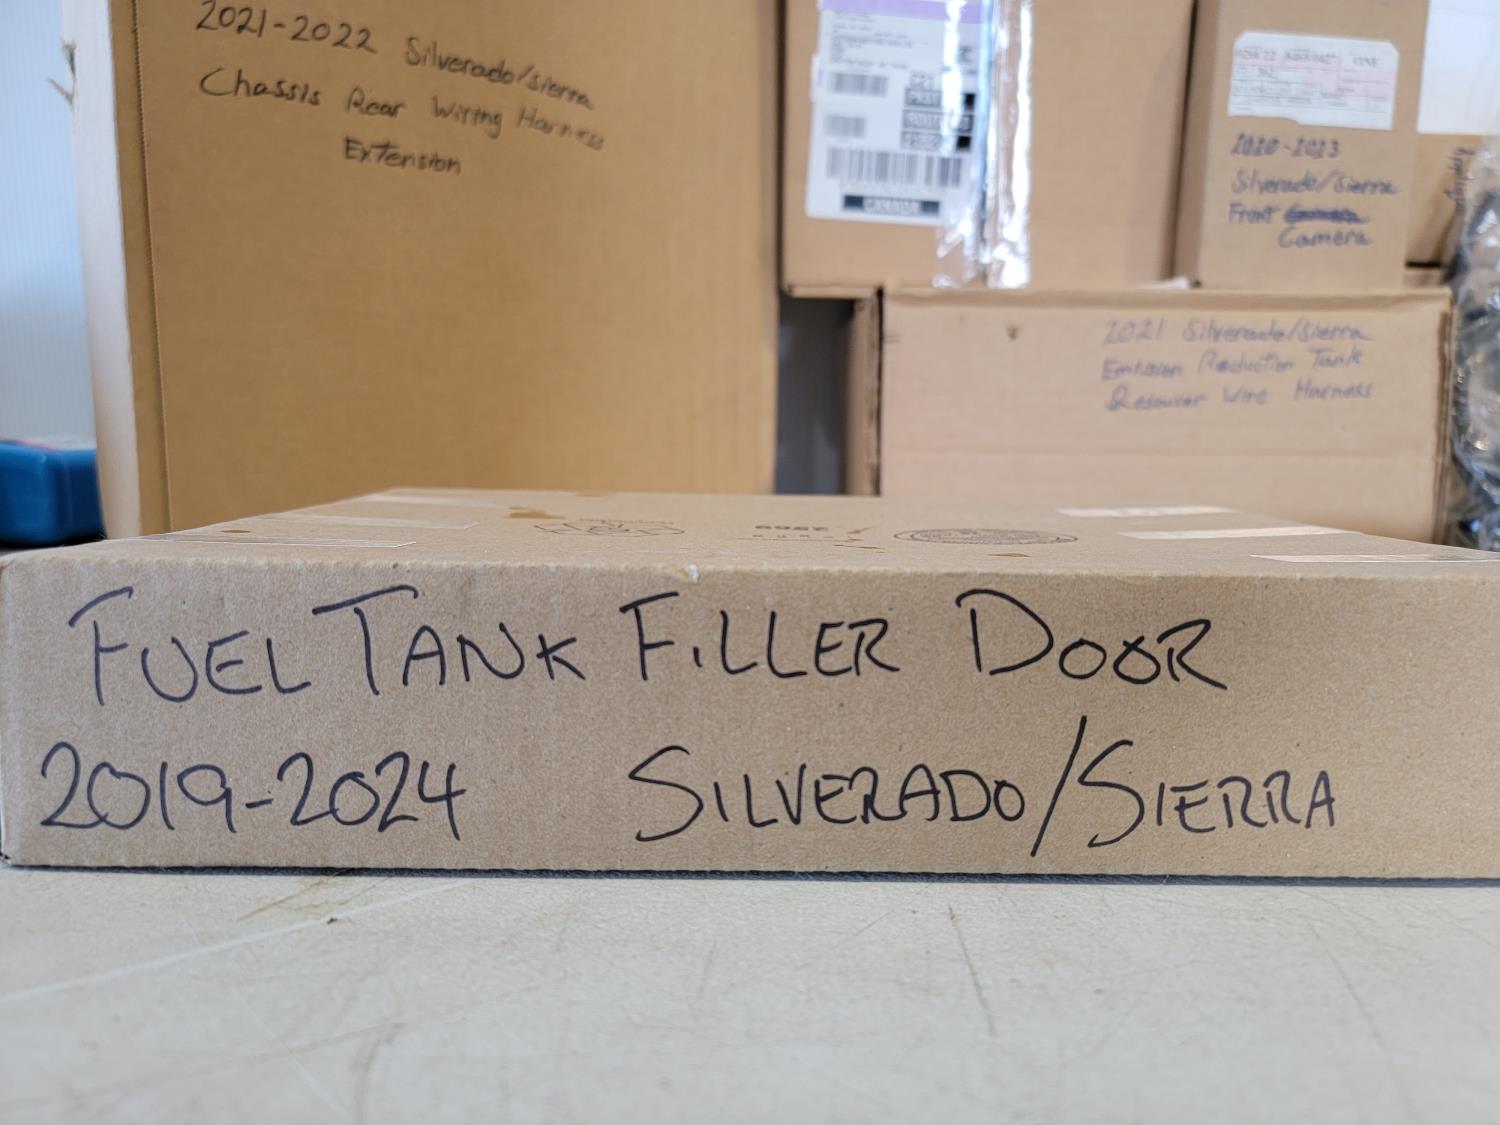 2021-2022 Silverado/Sierra
Chassis Rear Wiring Harness
Extension
2020-2023
Silverado/Sierra
Front
Camera
2021 Silverado/Sierra
Emission Reduction Tank
Wire Harness
FUEL TANK FILLER DOOR
2019-2024 SILVERADO/SIERRA